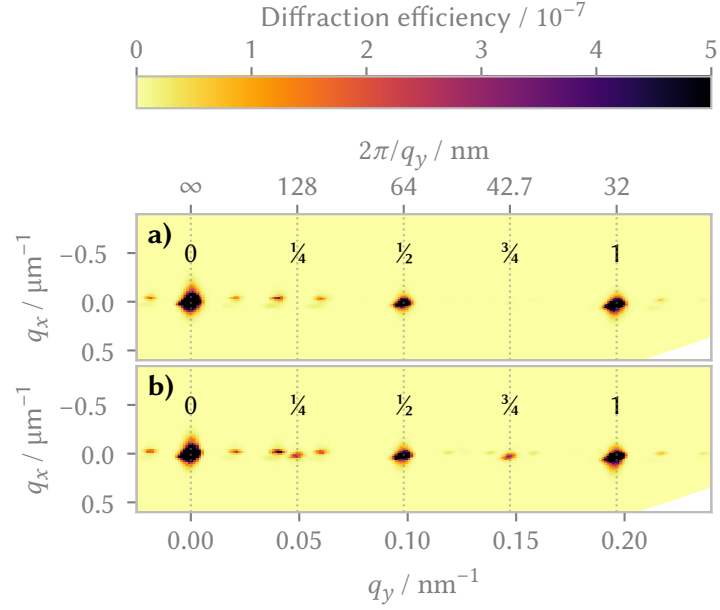 Diffraction efficiency / 10⁻⁷
0 1 2 3 4 5
2π/q_y / nm
∞ 128 64 42.7 32
a)
0 ¼ ½ ¾ 1
−0.5
0.0
0.5
q_x / μm⁻¹
b)
0 ¼ ½ ¾ 1
−0.5
0.0
0.5
q_x / μm⁻¹
0.00 0.05 0.10 0.15 0.20
q_y / nm⁻¹